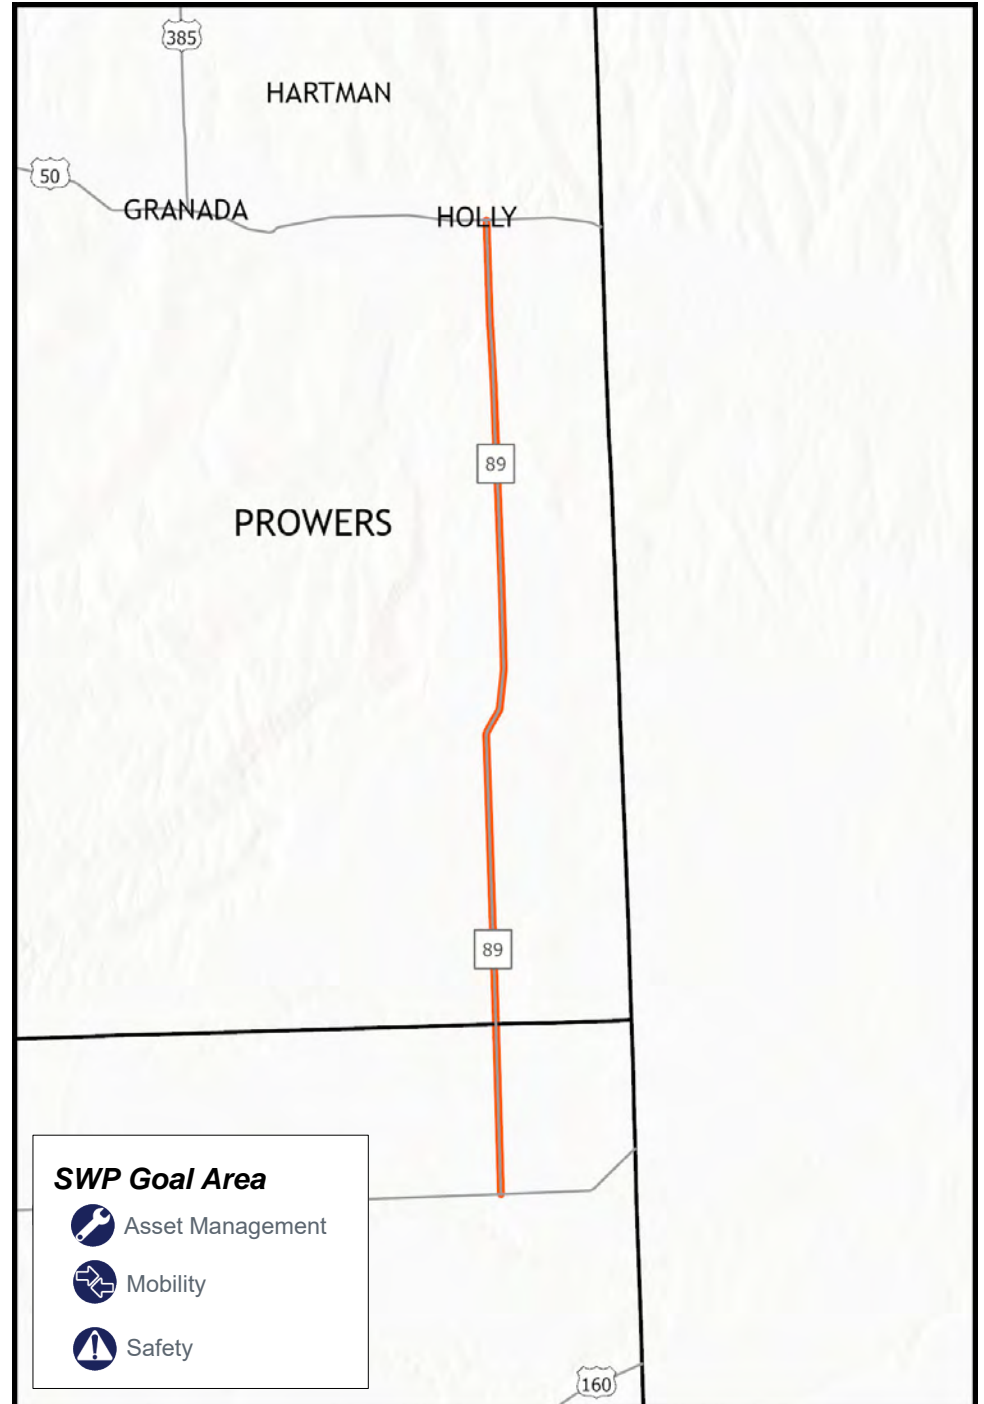 385
HARTMAN
50
GRANADA
HOLLY
89
PROWERS
89
SWP Goal Area
Asset Management
Mobility
Safety
160